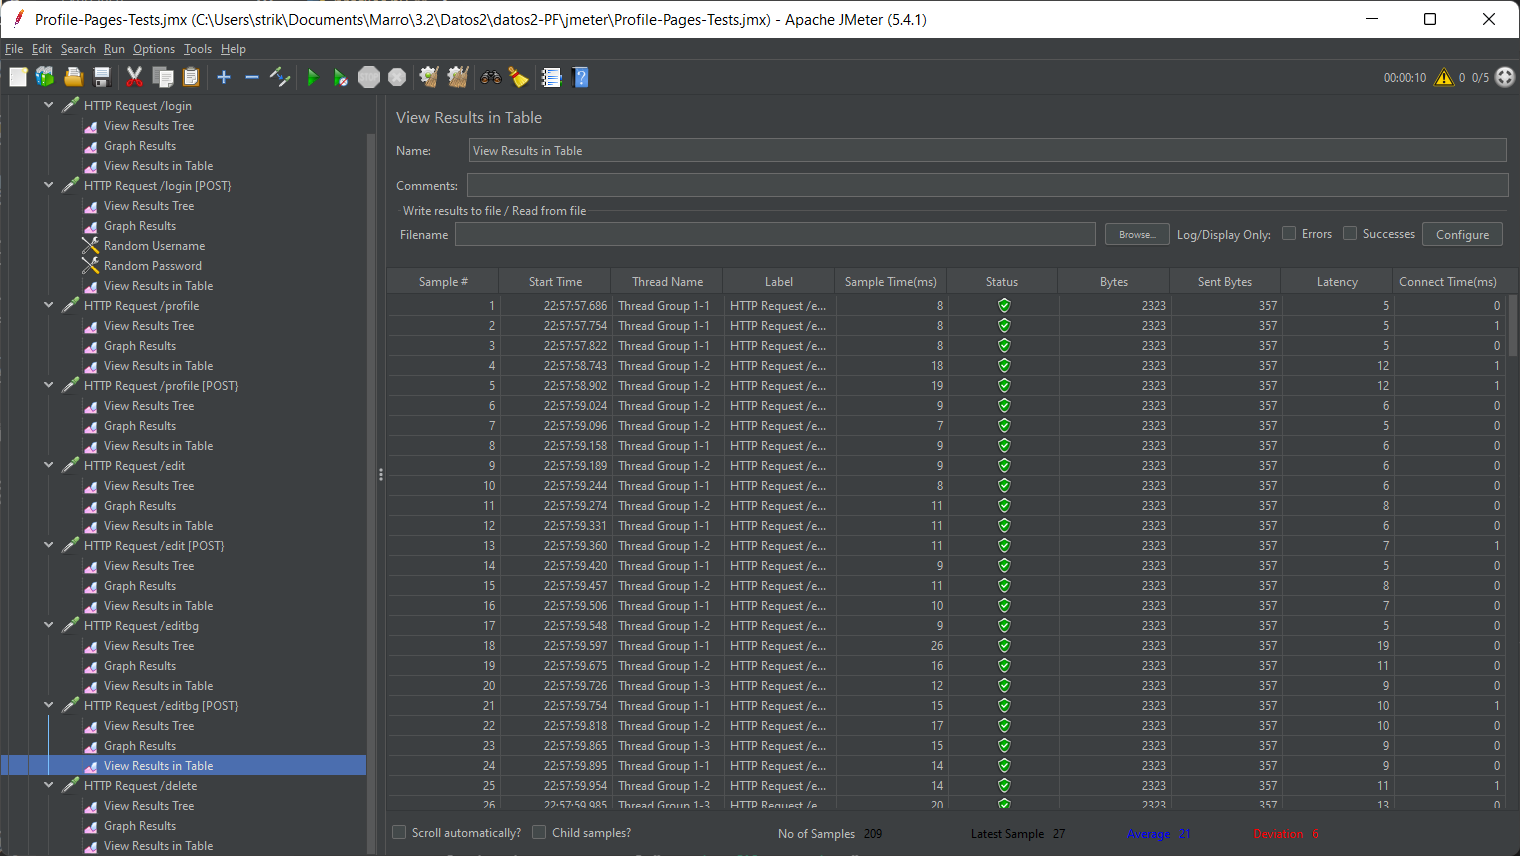 Profile-Pages-Tests.jmx (C:\Users\strik\Documents\Marro\3.2\Datos2\datos2-PF\jmeter\Profile-Pages-Tests.jmx) - Apache JMeter (5.4.1)
File Edit Search Run Options Tools Help
STOP
00:00:10 0 0/5
HTTP Request /login
View Results Tree
Graph Results
View Results in Table
HTTP Request /login [POST}
View Results Tree
Graph Results
Random Username
Random Password
View Results in Table
HTTP Request /profile
View Results Tree
Graph Results
View Results in Table
HTTP Request /profile [POST}
View Results Tree
Graph Results
View Results in Table
HTTP Request /edit
View Results Tree
Graph Results
View Results in Table
HTTP Request /edit [POST}
View Results Tree
Graph Results
View Results in Table
HTTP Request /editbg
View Results Tree
Graph Results
View Results in Table
HTTP Request /editbg [POST}
View Results Tree
Graph Results
View Results in Table
HTTP Request /delete
View Results Tree
Graph Results
View Results in Table
View Results in Table
Name: View Results in Table
Comments:
Write results to file / Read from file
Filename Browse... Log/Display Only: Errors Successes Configure
Sample # Start Time Thread Name Label Sample Time(ms) Status Bytes Sent Bytes Latency Connect Time(ms)
1 22:57:57.686 Thread Group 1-1 HTTP Request /e... 8 2323 357 5 0
2 22:57:57.754 Thread Group 1-1 HTTP Request /e... 8 2323 357 5 1
3 22:57:57.822 Thread Group 1-1 HTTP Request /e... 8 2323 357 5 0
4 22:57:58.743 Thread Group 1-2 HTTP Request /e... 18 2323 357 12 1
5 22:57:58.902 Thread Group 1-2 HTTP Request /e... 19 2323 357 12 1
6 22:57:59.024 Thread Group 1-2 HTTP Request /e... 9 2323 357 6 0
7 22:57:59.096 Thread Group 1-2 HTTP Request /e... 7 2323 357 5 0
8 22:57:59.158 Thread Group 1-1 HTTP Request /e... 9 2323 357 6 0
9 22:57:59.189 Thread Group 1-2 HTTP Request /e... 9 2323 357 6 0
10 22:57:59.244 Thread Group 1-1 HTTP Request /e... 8 2323 357 6 0
11 22:57:59.274 Thread Group 1-2 HTTP Request /e... 11 2323 357 8 0
12 22:57:59.331 Thread Group 1-1 HTTP Request /e... 11 2323 357 6 0
13 22:57:59.360 Thread Group 1-2 HTTP Request /e... 11 2323 357 7 1
14 22:57:59.420 Thread Group 1-1 HTTP Request /e... 9 2323 357 5 0
15 22:57:59.457 Thread Group 1-2 HTTP Request /e... 11 2323 357 8 0
16 22:57:59.506 Thread Group 1-1 HTTP Request /e... 10 2323 357 7 0
17 22:57:59.548 Thread Group 1-2 HTTP Request /e... 9 2323 357 5 0
18 22:57:59.597 Thread Group 1-1 HTTP Request /e... 26 2323 357 19 0
19 22:57:59.675 Thread Group 1-2 HTTP Request /e... 16 2323 357 11 0
20 22:57:59.726 Thread Group 1-3 HTTP Request /e... 12 2323 357 9 0
21 22:57:59.754 Thread Group 1-1 HTTP Request /e... 15 2323 357 10 1
22 22:57:59.818 Thread Group 1-2 HTTP Request /e... 17 2323 357 10 0
23 22:57:59.865 Thread Group 1-3 HTTP Request /e... 15 2323 357 9 0
24 22:57:59.895 Thread Group 1-1 HTTP Request /e... 14 2323 357 9 0
25 22:57:59.954 Thread Group 1-2 HTTP Request /e... 14 2323 357 11 1
26 22:57:59.985 Thread Group 1-3 HTTP Request /e... 20 2323 357 13 0
Scroll automatically? Child samples? No of Samples 209 Latest Sample 27 Average 21 Deviation 6